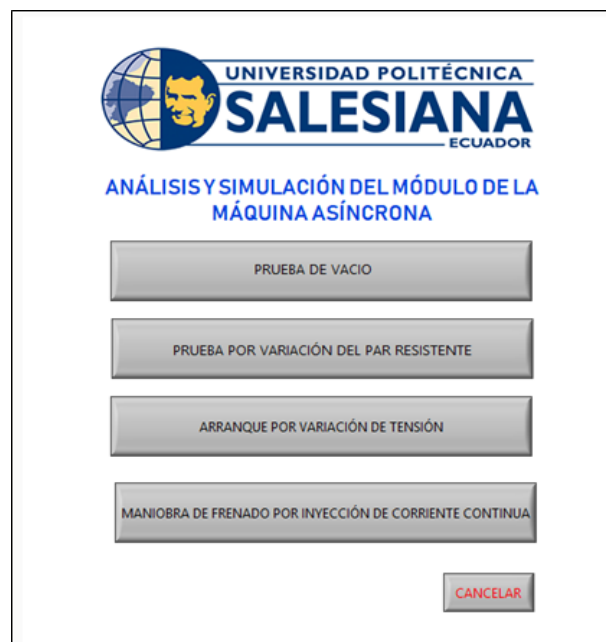 UNIVERSIDAD POLITÉCNICA
SALESIANA
ECUADOR
ANÁLISIS Y SIMULACIÓN DEL MÓDULO DE LA
MÁQUINA ASÍNCRONA
PRUEBA DE VACIO
PRUEBA POR VARIACIÓN DEL PAR RESISTENTE
ARRANQUE POR VARIACIÓN DE TENSIÓN
MANIOBRA DE FRENADO POR INYECCIÓN DE CORRIENTE CONTINUA
CANCELAR